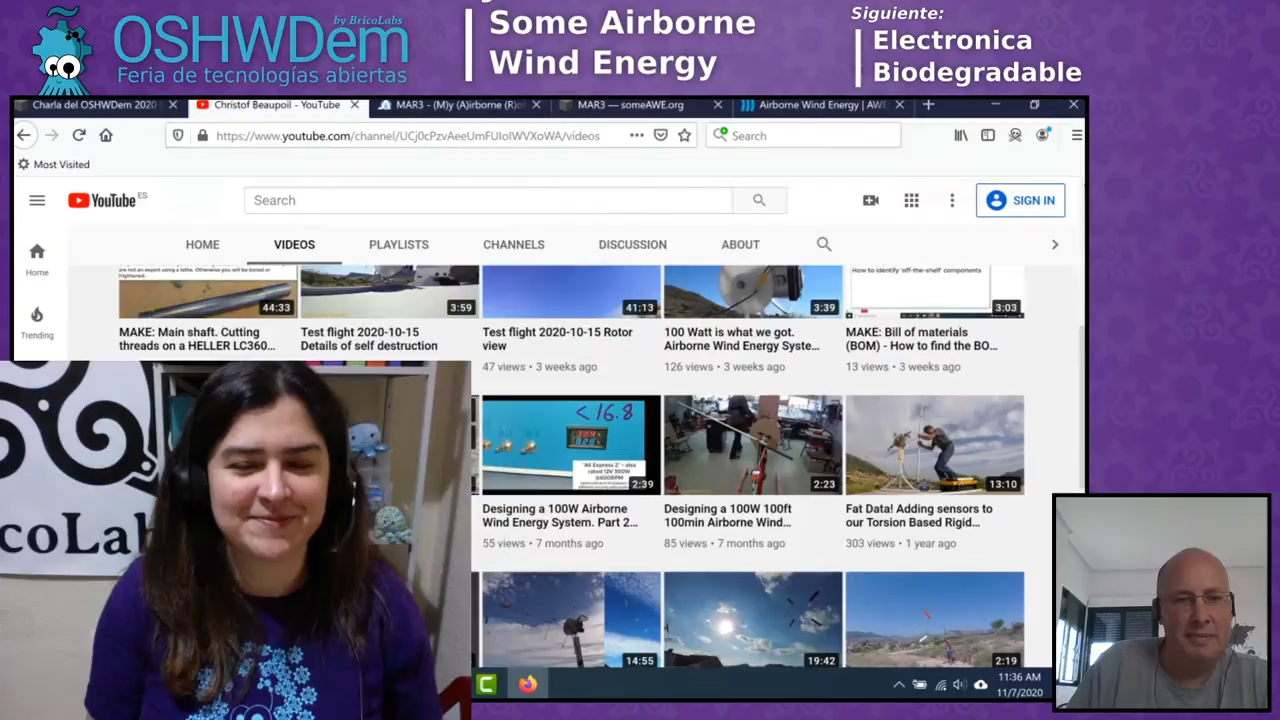 OSHWDem
by BricoLabs
Feria de tecnologías abiertas
Some Airborne
Wind Energy
Siguiente:
Electronica
Biodegradable
Charla del OSHWDem 2020
Christof Beaupoil - YouTube
MAR3 - (M)y (A)irborne (R)o
MAR3 — someAWE.org
Airborne Wind Energy | AWE
https://www.youtube.com/channel/UCj0cPzvAeeUmFUIoIWVXoWA/videos
Search
Most Visited
YouTube ES
Search
SIGN IN
HOME
VIDEOS
PLAYLISTS
CHANNELS
DISCUSSION
ABOUT
Home
Trending
44:33
3:59
41:13
3:39
How to identify 'off-the-shelf' components
3:03
MAKE: Main shaft. Cutting
threads on a HELLER LC360...
Test flight 2020-10-15
Details of self destruction
Test flight 2020-10-15 Rotor
view
47 views • 3 weeks ago
100 Watt is what we got.
Airborne Wind Energy Syste...
126 views • 3 weeks ago
MAKE: Bill of materials
(BOM) - How to find the BO...
13 views • 3 weeks ago
<16.8
2:39
2:23
13:10
Designing a 100W Airborne
Wind Energy System. Part 2...
55 views • 7 months ago
Designing a 100W 100ft
100min Airborne Wind...
85 views • 7 months ago
Fat Data! Adding sensors to
our Torsion Based Rigid...
303 views • 1 year ago
14:55
19:42
2:19
ricoLab
11:36 AM
11/7/2020